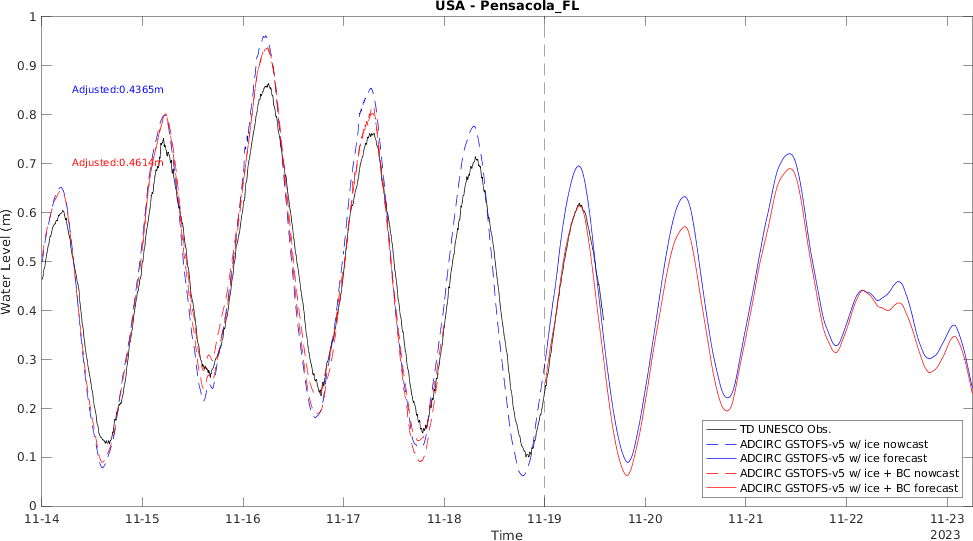 USA - Pensacola_FL
1
0.9
0.8
0.7
0.6
0.5
0.4
0.3
0.2
0.1
0
Water Level (m)
Adjusted:0.4365m
Adjusted:0.4614m
TD UNESCO Obs.
ADCIRC GSTOFS-v5 w/ ice nowcast
ADCIRC GSTOFS-v5 w/ ice forecast
ADCIRC GSTOFS-v5 w/ ice + BC nowcast
ADCIRC GSTOFS-v5 w/ ice + BC forecast
11-14 11-15 11-16 11-17 11-18 11-19 11-20 11-21 11-22 11-23
2023
Time